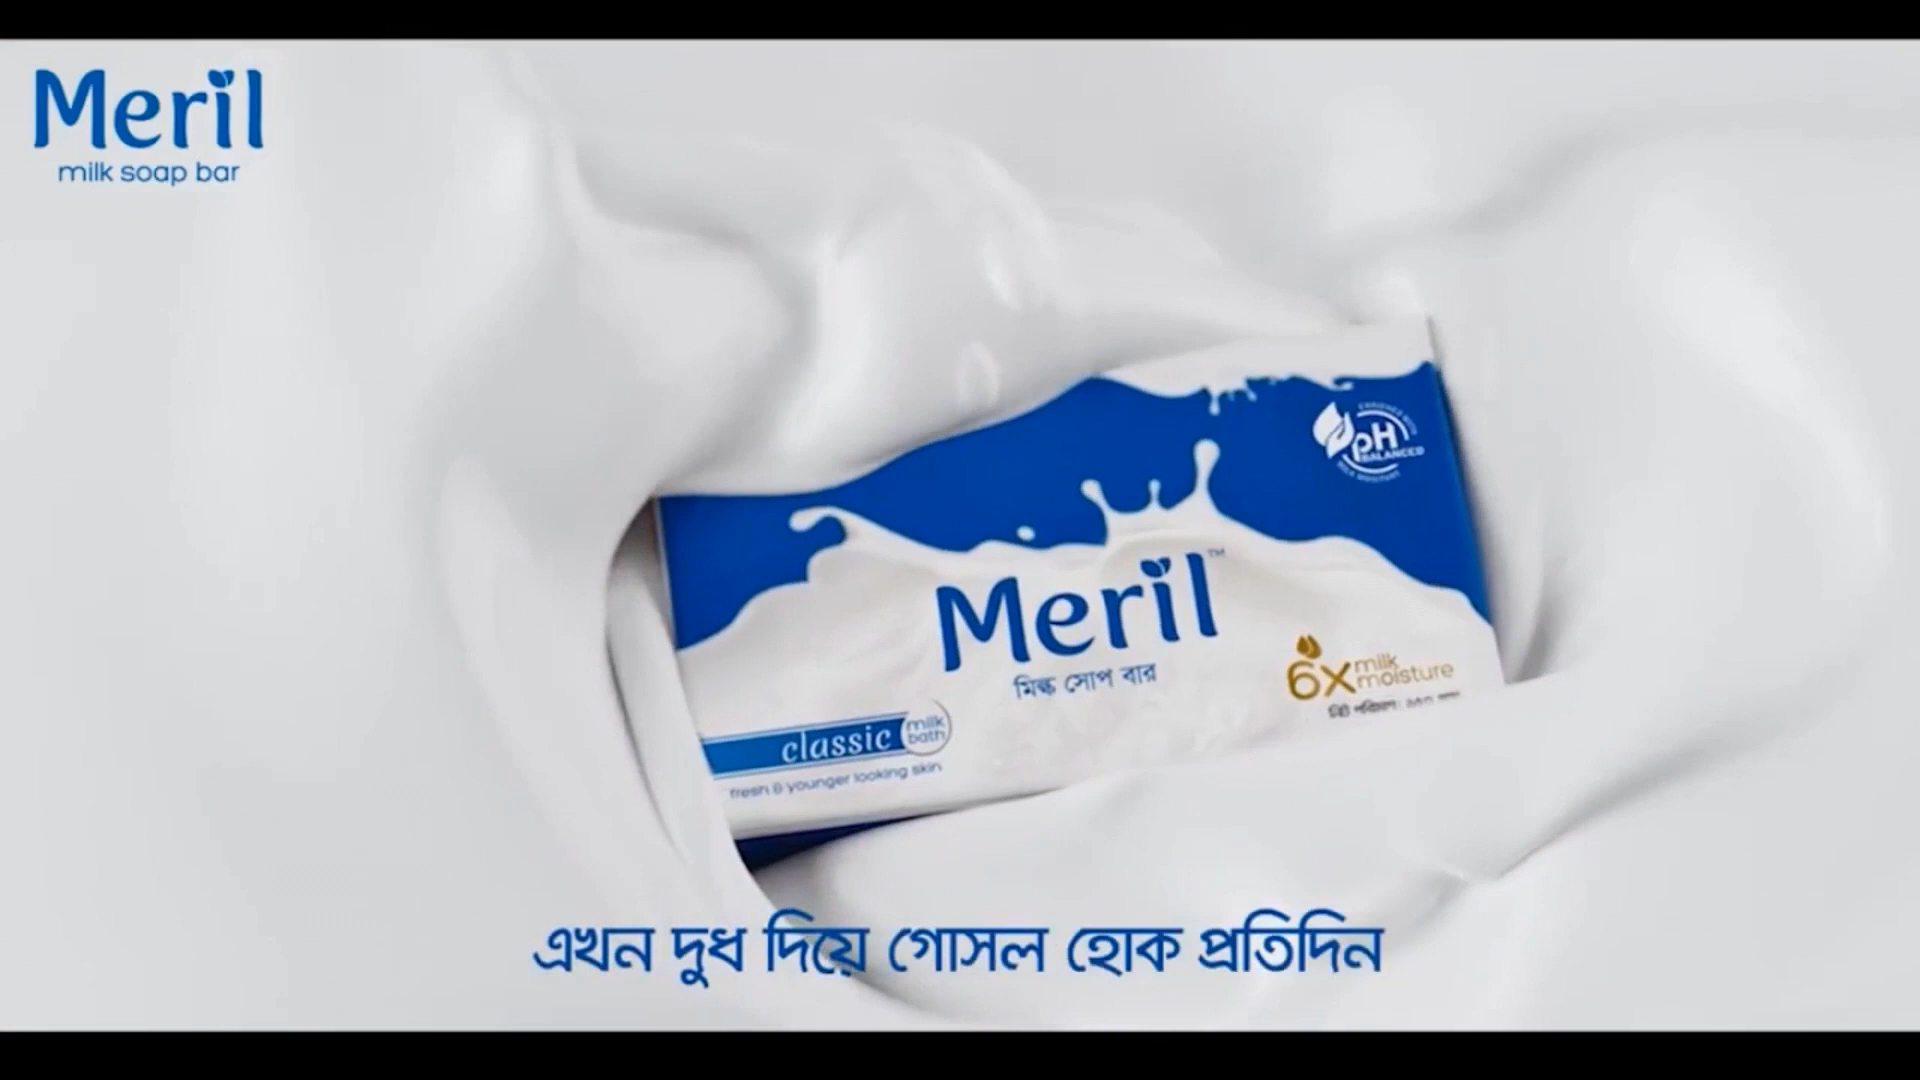 Meril
milk soap bar
pH
BALANCED
Meril™
মিল্ক সোপ বার
6x milk moisture
classic milk bath
fresh & younger looking skin
এখন দুধ দিয়ে গোসল হোক প্রতিদিন